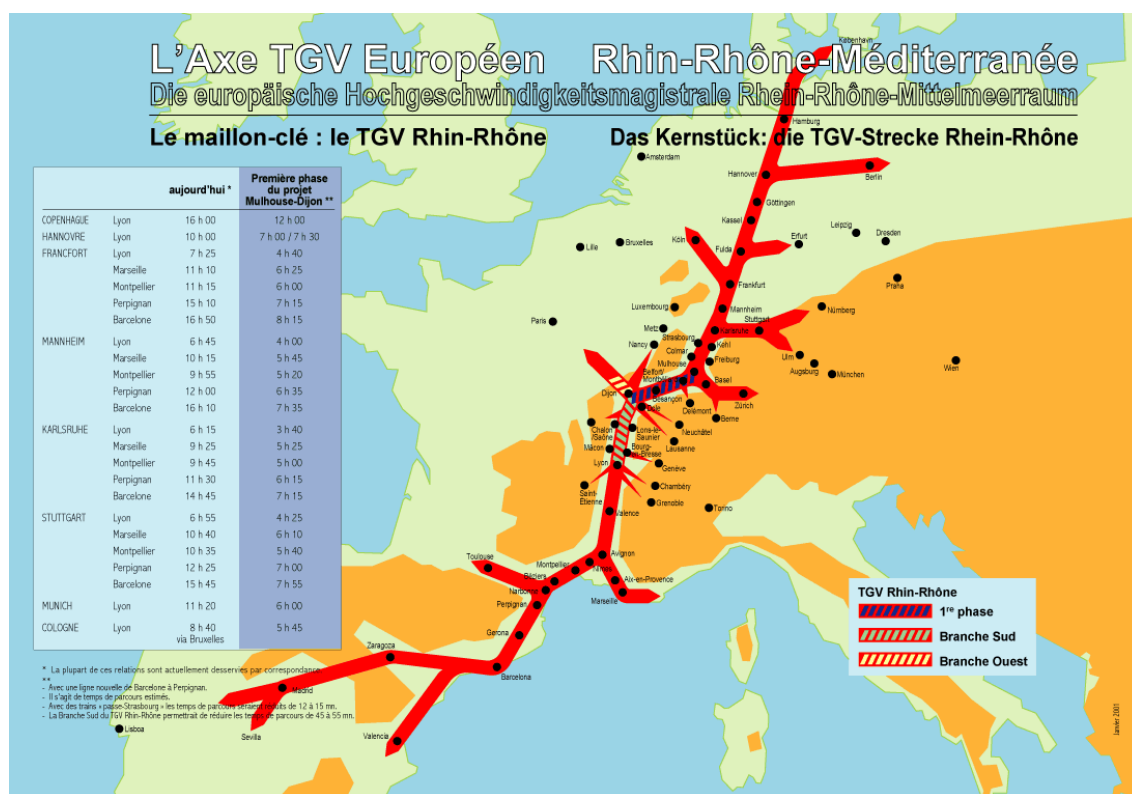 L'Axe TGV Européen Rhin-Rhône-Méditerranée
Die europäische Hochgeschwindigkeitsmagistrale Rhein-Rhône-Mittelmeerraum
Le maillon-clé : le TGV Rhin-Rhône
Das Kernstück: die TGV-Strecke Rhein-Rhône
aujourd'hui *
Première phase
du projet
Mulhouse-Dijon **
COPENHAGUE Lyon 16 h 00 12 h 00
HANNOVRE Lyon 10 h 00 7 h 00 / 7 h 30
FRANCFORT Lyon 7 h 25 4 h 40
Marseille 11 h 10 6 h 25
Montpellier 11 h 15 6 h 00
Perpignan 15 h 10 7 h 15
Barcelone 16 h 50 8 h 15
MANNHEIM Lyon 6 h 45 4 h 00
Marseille 10 h 15 5 h 45
Montpellier 9 h 55 5 h 20
Perpignan 12 h 00 6 h 35
Barcelone 16 h 10 7 h 35
KARLSRUHE Lyon 6 h 15 3 h 40
Marseille 9 h 25 5 h 25
Montpellier 9 h 45 5 h 00
Perpignan 11 h 30 6 h 15
Barcelone 14 h 45 7 h 15
STUTTGART Lyon 6 h 55 4 h 25
Marseille 10 h 40 6 h 10
Montpellier 10 h 35 5 h 40
Perpignan 12 h 25 7 h 00
Barcelone 15 h 45 7 h 55
MUNICH Lyon 11 h 20 6 h 00
COLOGNE Lyon 8 h 40 5 h 45
via Bruxelles
* La plupart de ces relations sont actuellement desservies par correspondance.
**
- Avec une ligne nouvelle de Barcelone à Perpignan.
- Il s'agit de temps de parcours estimés.
- Avec des trains « passe-Strasbourg » les temps de parcours seraient réduits de 12 à 15 mn.
- La Branche Sud du TGV Rhin-Rhône permettrait de réduire les temps de parcours de 45 à 55 mn.
København
Hamburg
Amsterdam
Hannover
Berlin
Göttingen
Kassel
Leipzig
Dresden
Erfurt
Köln
Fulda
Lille
Bruxelles
Praha
Frankfurt
Luxembourg
Mannheim
Nürnberg
Paris
Metz
Stuttgart
Karlsruhe
Strasbourg
Nancy
Kehl
Colmar
Ulm
Augsburg
München
Wien
Mulhouse
Freiburg
Belfort/
Montbéliard
Basel
Dijon
Besançon
Zürich
Dole
Delémont
Berne
Chalon
/Saône
Lons-le-
Saunier
Neuchâtel
Lausanne
Mâcon
Bourg-
en-Bresse
Lyon
Genève
Saint-
Étienne
Chambéry
Grenoble
Torino
Valence
Avignon
Toulouse
Montpellier
Nîmes
Béziers
Aix-en-Provence
Narbonne
Marseille
Perpignan
Gerona
Zaragoza
Barcelona
Madrid
Lisboa
Sevilla
Valencia
TGV Rhin-Rhône
1re phase
Branche Sud
Branche Ouest
Janvier 2001